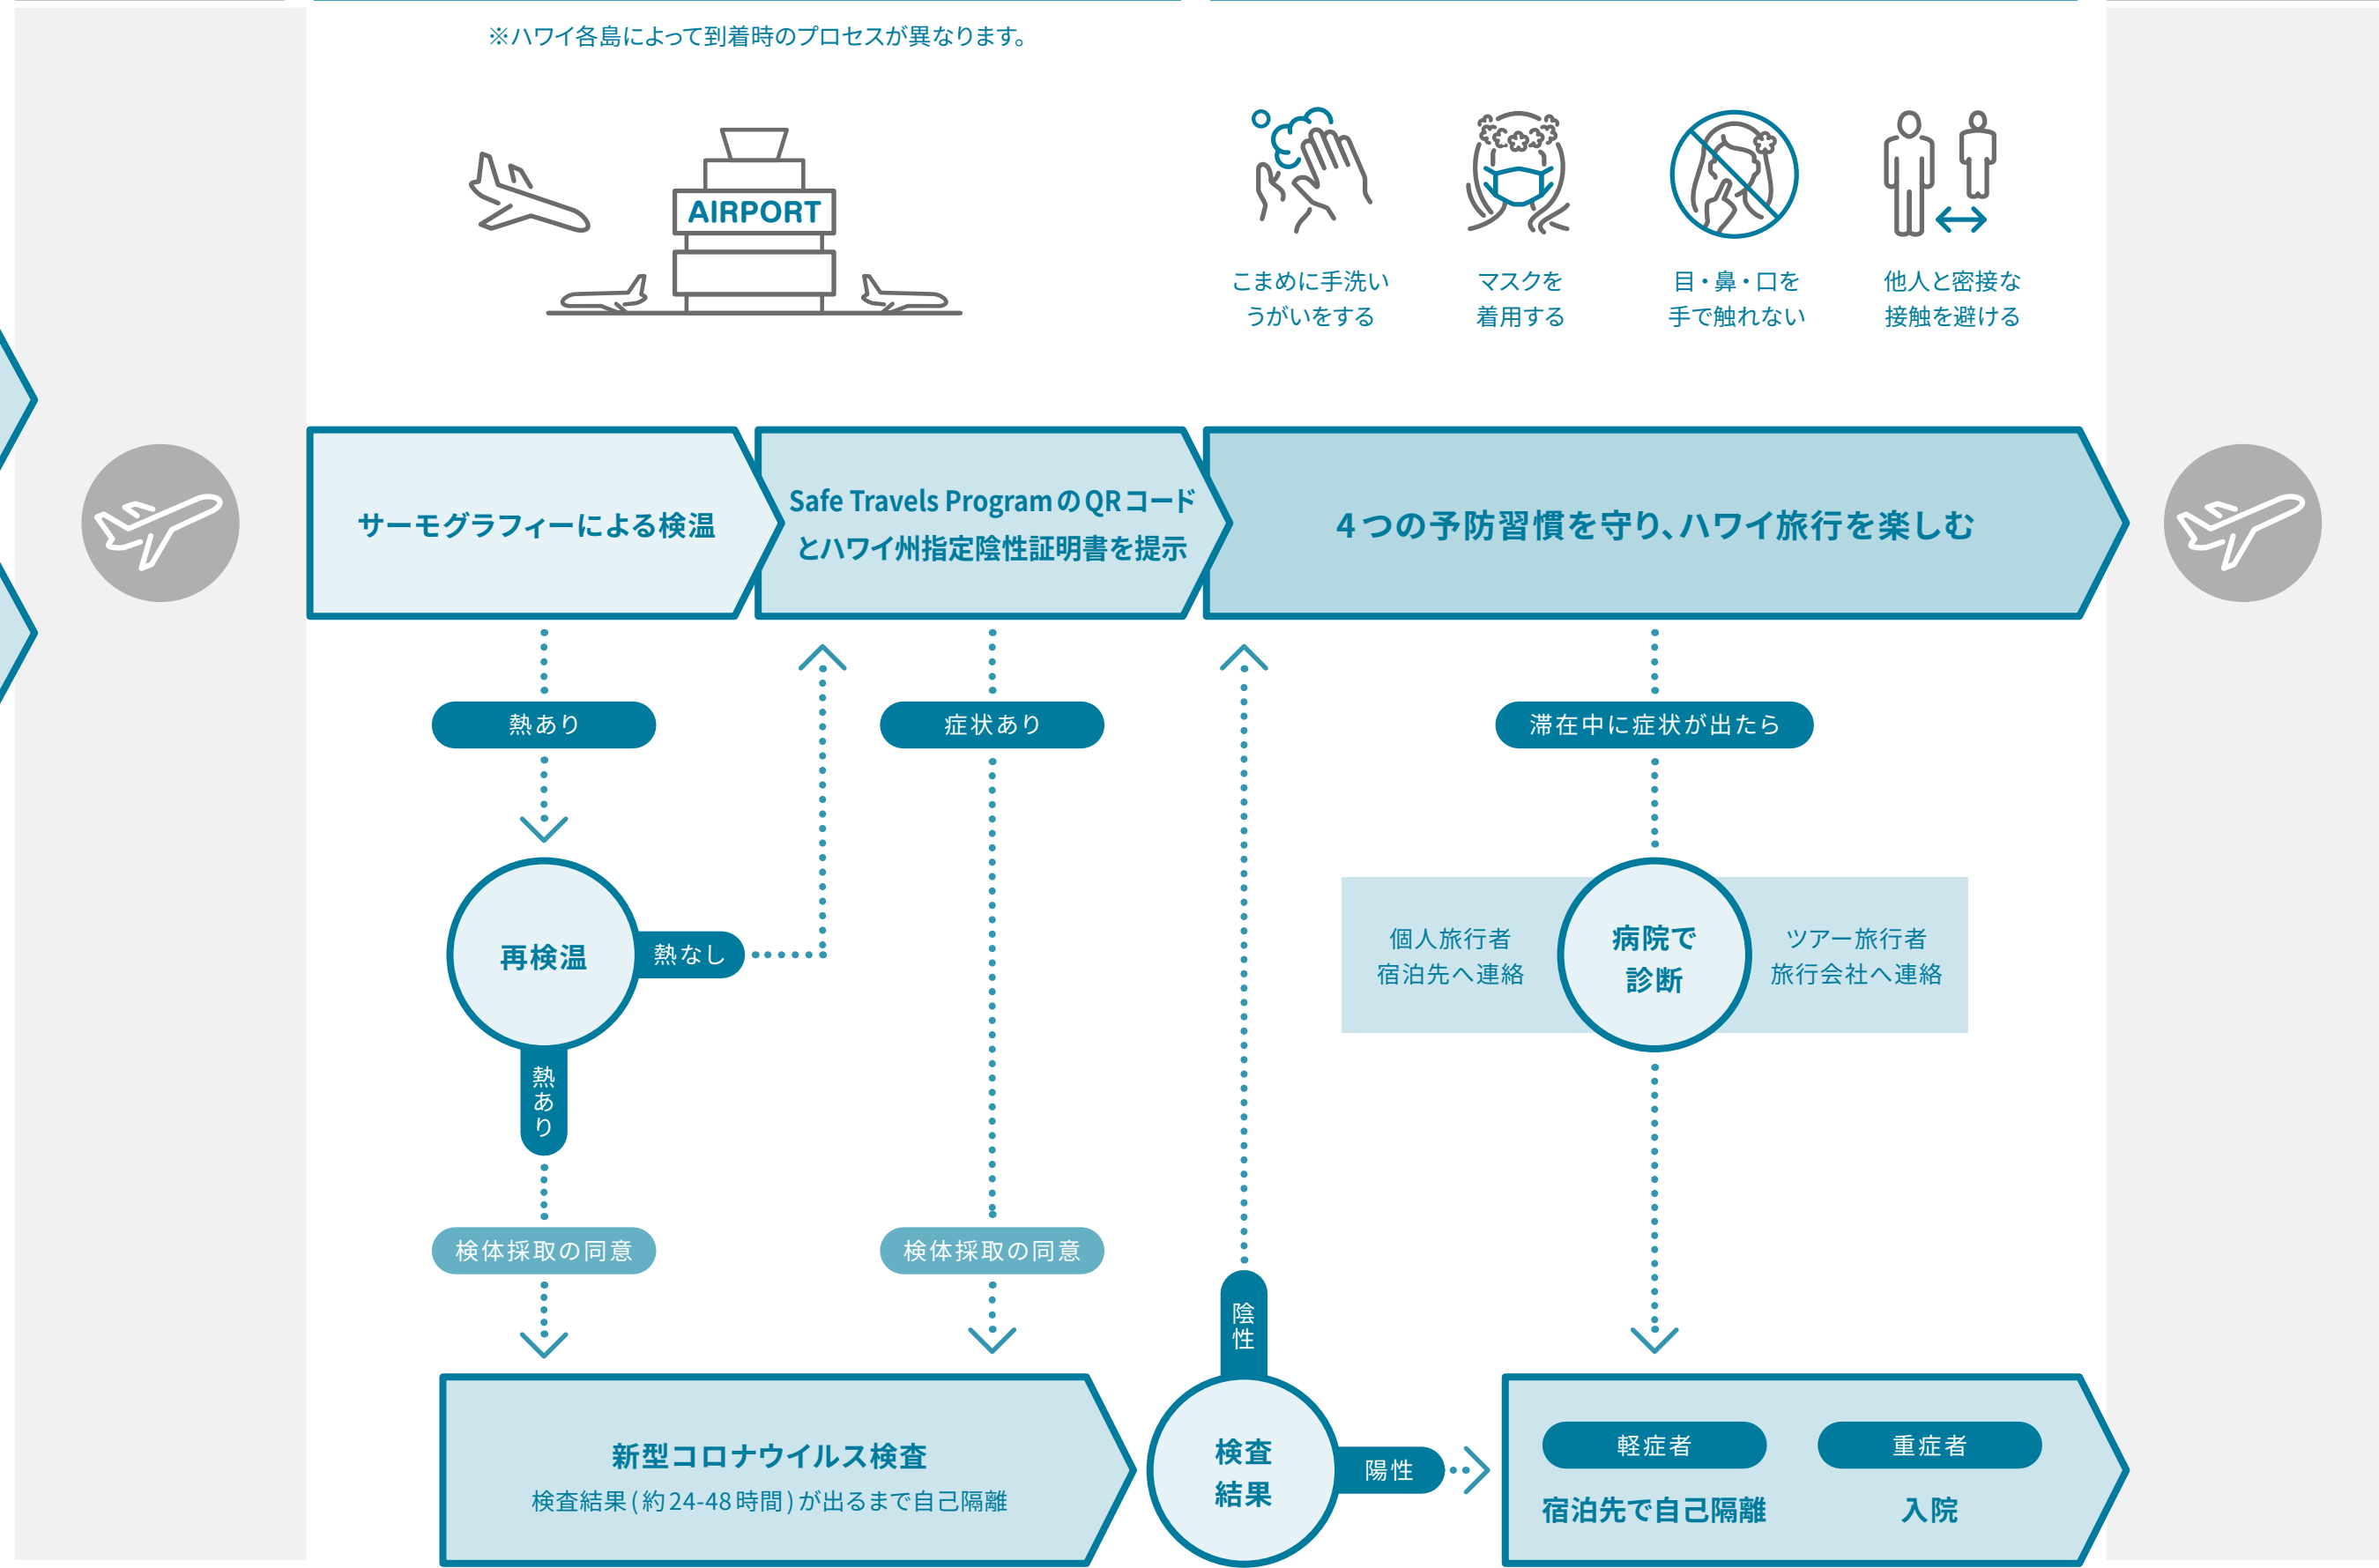 ※ハワイ各島によって到着時のプロセスが異なります。
AIRPORT
こまめに手洗い
うがいをする
マスクを
着用する
目・鼻・口を
手で触れない
他人と密接な
接触を避ける
サーモグラフィーによる検温
Safe Travels ProgramのQRコード
とハワイ州指定陰性証明書を提示
4つの予防習慣を守り、ハワイ旅行を楽しむ
熱あり
症状あり
滞在中に症状が出たら
再検温
熱なし
個人旅行者
宿泊先へ連絡
病院で
診断
ツアー旅行者
旅行会社へ連絡
熱あり
検体採取の同意
検体採取の同意
陰性
新型コロナウイルス検査
検査結果(約24-48時間)が出るまで自己隔離
検査
結果
陽性
軽症者
宿泊先で自己隔離
重症者
入院